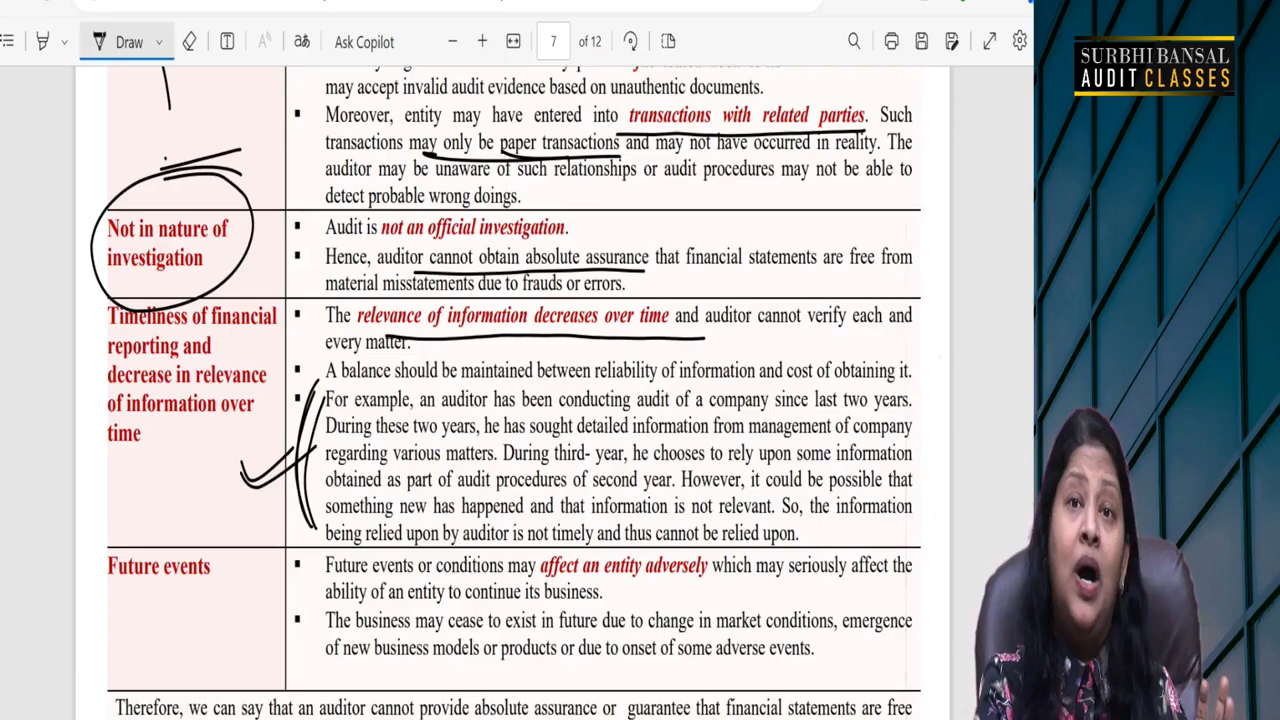 Draw
Ask Copilot
7
of 12
SURBHI BANSAL
AUDIT CLASSES
may accept invalid audit evidence based on unauthentic documents.
▪ Moreover, entity may have entered into transactions with related parties. Such
transactions may only be paper transactions and may not have occurred in reality. The
auditor may be unaware of such relationships or audit procedures may not be able to
detect probable wrong doings.
Not in nature of
investigation
▪ Audit is not an official investigation.
▪ Hence, auditor cannot obtain absolute assurance that financial statements are free from
material misstatements due to frauds or errors.
Timeliness of financial
reporting and
decrease in relevance
of information over
time
▪ The relevance of information decreases over time and auditor cannot verify each and
every matter.
▪ A balance should be maintained between reliability of information and cost of obtaining it.
▪ For example, an auditor has been conducting audit of a company since last two years.
During these two years, he has sought detailed information from management of company
regarding various matters. During third- year, he chooses to rely upon some information
obtained as part of audit procedures of second year. However, it could be possible that
something new has happened and that information is not relevant. So, the information
being relied upon by auditor is not timely and thus cannot be relied upon.
Future events
▪ Future events or conditions may affect an entity adversely which may seriously affect the
ability of an entity to continue its business.
▪ The business may cease to exist in future due to change in market conditions, emergence
of new business models or products or due to onset of some adverse events.
Therefore, we can say that an auditor cannot provide absolute assurance or guarantee that financial statements are free